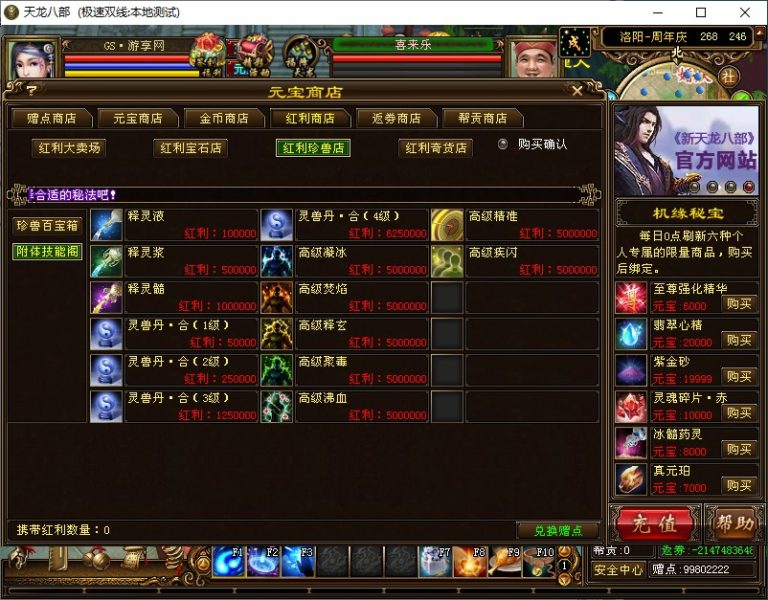 天龙八部 (极速双线:本地测试)
GS·游享网
喜来乐
洛阳-周年庆 268 246
北
社
?
元宝商店
赠点商店 元宝商店 金币商店 红利商店 返券商店 帮贡商店
红利大卖场 红利宝石店 红利珍兽店 红利奇货店 购买确认
《新天龙八部》
官方网站
合适的秘法吧!
机缘秘宝
每日0点刷新六种个
人专属的限量商品,购买
后绑定。
珍兽百宝箱
附体技能阁
释灵液
红利:100000
灵兽丹·合(4级)
红利:6250000
高级精准
红利:5000000
释灵浆
红利:500000
高级凝冰
红利:5000000
高级疾闪
红利:5000000
释灵髓
红利:1000000
高级焚焰
红利:5000000
灵兽丹·合(1级)
红利:50000
高级释玄
红利:5000000
灵兽丹·合(2级)
红利:250000
高级聚毒
红利:5000000
灵兽丹·合(3级)
红利:1250000
高级沸血
红利:5000000
至尊强化精华
元宝:6000 购买
翡翠心精
元宝:20000 购买
紫金砂
元宝:19999 购买
灵魂碎片·赤
元宝:10000 购买
冰髓药灵
元宝:8000 购买
真元珀
元宝:7000 购买
携带红利数量:0
兑换赠点
充值 帮助
F1 F2 F3 F7 F8 F9 F10
1
帮贡:0 返券:-2147483648
安全中心 赠点:99802222